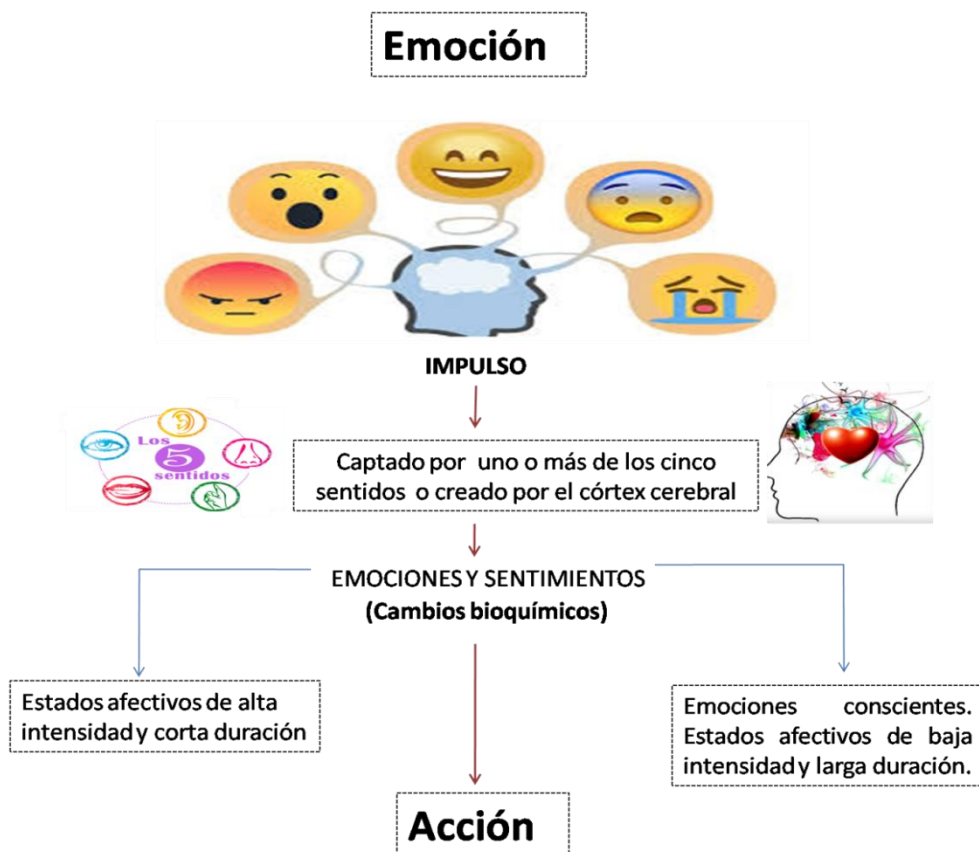 Emoción
IMPULSO
Los
5
sentidos
Captado por uno o más de los cinco
sentidos o creado por el córtex cerebral
EMOCIONES Y SENTIMIENTOS
(Cambios bioquímicos)
Estados afectivos de alta
intensidad y corta duración
Emociones conscientes.
Estados afectivos de baja
intensidad y larga duración.
Acción